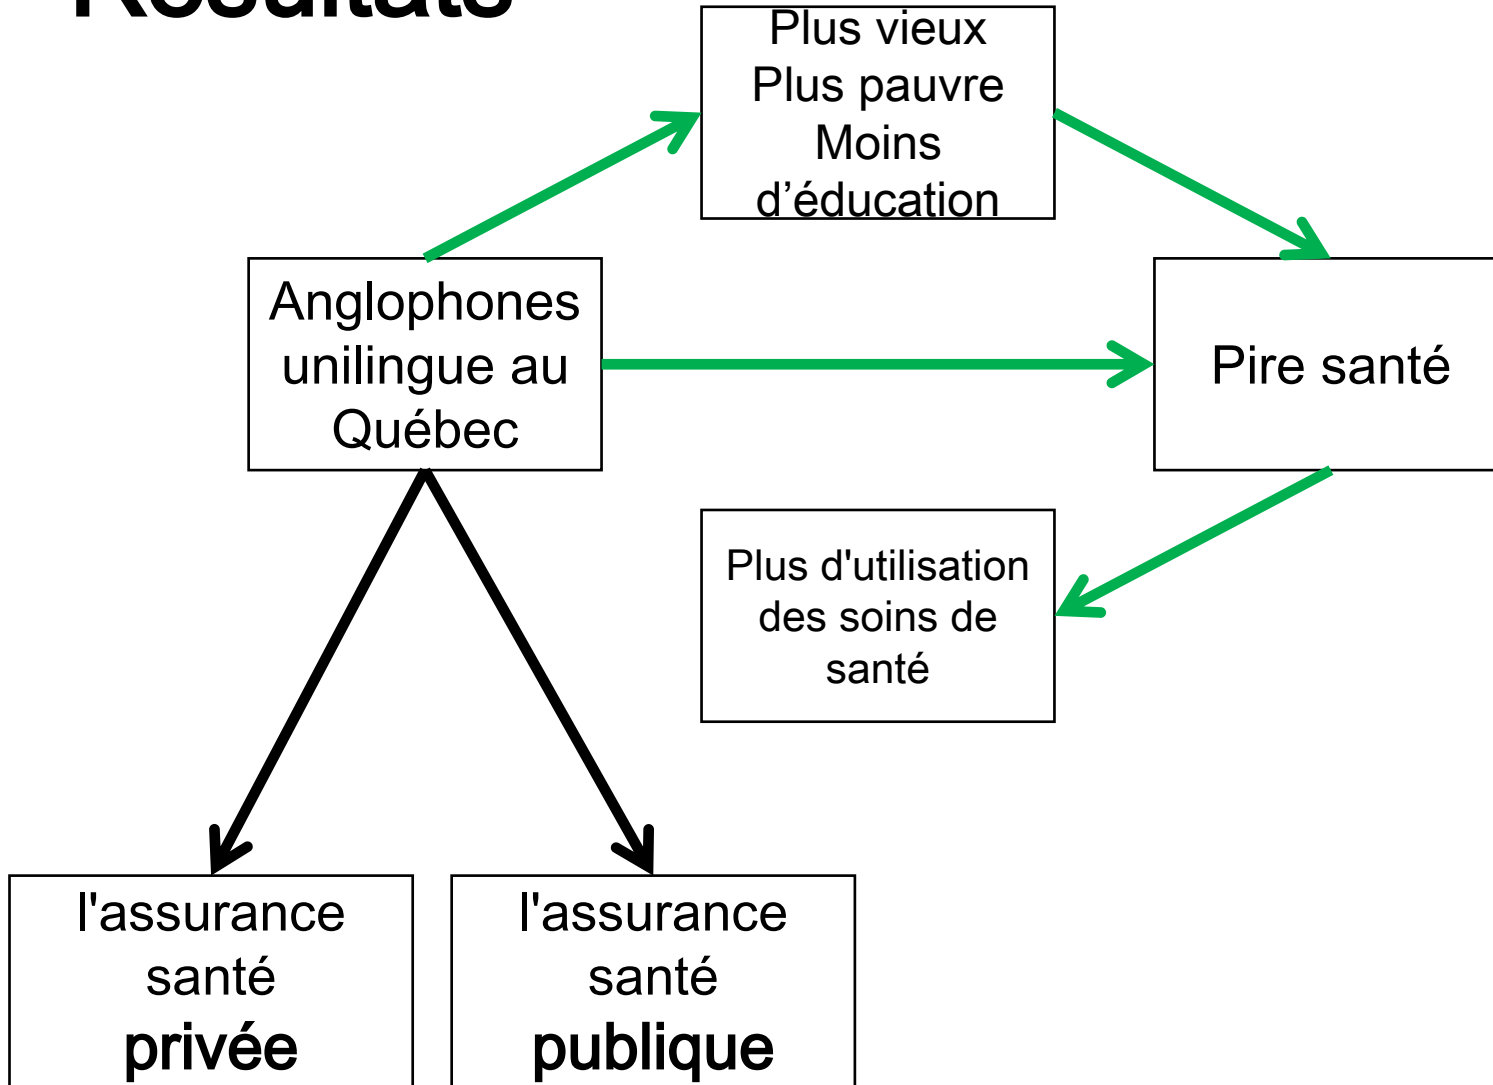 Résultats
Plus vieux
Plus pauvre
Moins
d’éducation
Anglophones
unilingue au
Québec
Pire santé
Plus d'utilisation
des soins de
santé
l'assurance
santé
privée
l'assurance
santé
publique